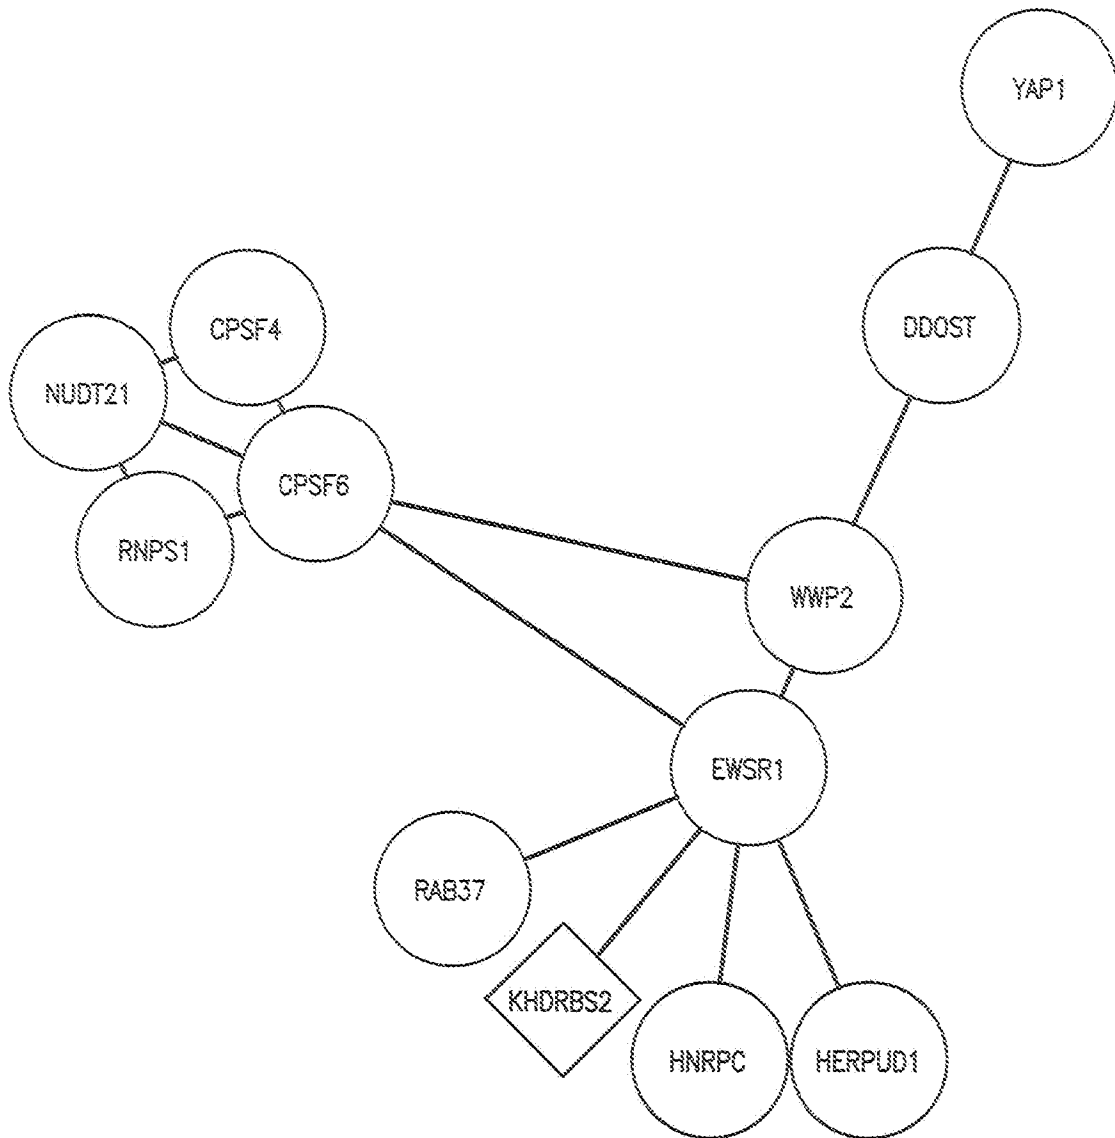 YAP1
DDOST
CPSF4
NUDT21
CPSF6
RNPS1
WWP2
EWSR1
RAB37
KHDRBS2
HNRPC
HERPUD1